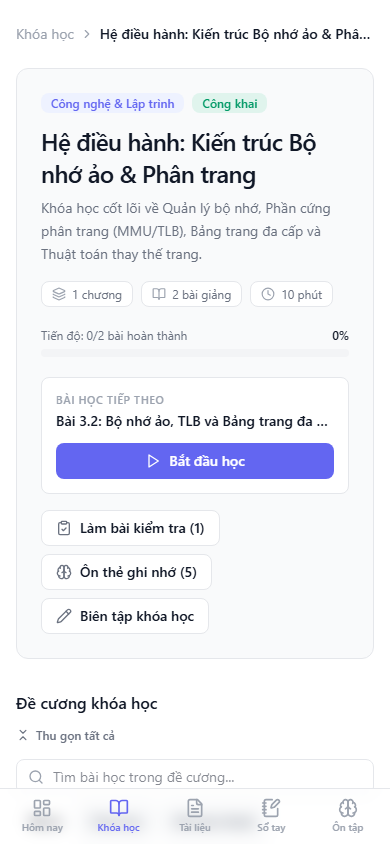 Khóa học > Hệ điều hành: Kiến trúc Bộ nhớ ảo & Phâ...
Công nghệ & Lập trình Công khai
Hệ điều hành: Kiến trúc Bộ
nhớ ảo & Phân trang
Khóa học cốt lõi về Quản lý bộ nhớ, Phần cứng
phân trang (MMU/TLB), Bảng trang đa cấp và
Thuật toán thay thế trang.
1 chương 2 bài giảng 10 phút
Tiến độ: 0/2 bài hoàn thành 0%
BÀI HỌC TIẾP THEO
Bài 3.2: Bộ nhớ ảo, TLB và Bảng trang đa ...
Bắt đầu học
Làm bài kiểm tra (1)
Ôn thẻ ghi nhớ (5)
Biên tập khóa học
Đề cương khóa học
Thu gọn tất cả
Tìm bài học trong đề cương...
Hôm nay Khóa học Tài liệu Sổ tay Ôn tập